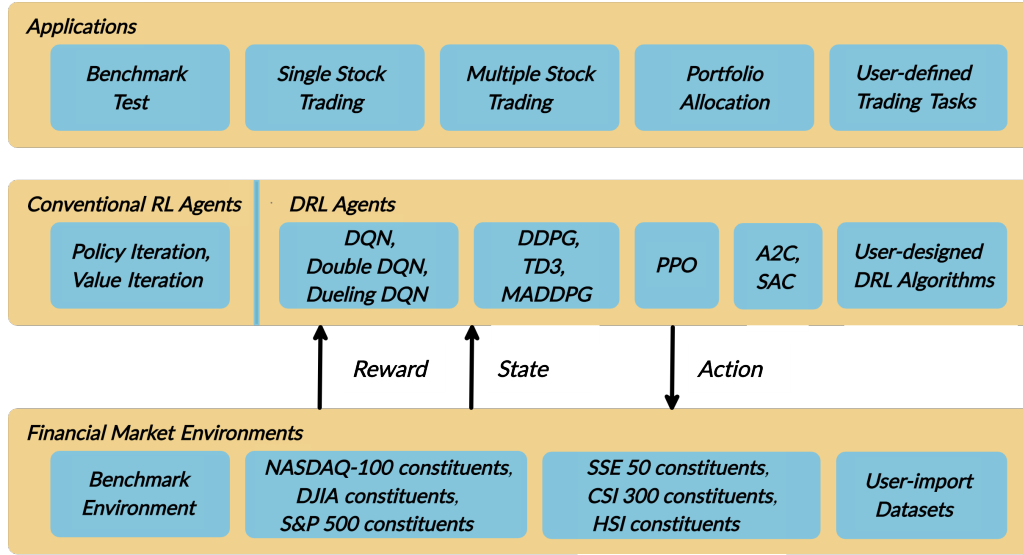 Applications
Benchmark
Test
Single Stock
Trading
Multiple Stock
Trading
Portfolio
Allocation
User-defined
Trading Tasks
Conventional RL Agents
DRL Agents
Policy Iteration,
Value Iteration
DQN,
Double DQN,
Dueling DQN
DDPG,
TD3,
MADDPG
PPO
A2C,
SAC
User-designed
DRL Algorithms
Reward
State
Action
Financial Market Environments
Benchmark
Environment
NASDAQ-100 constituents,
DJIA constituents,
S&P 500 constituents
SSE 50 constituents,
CSI 300 constituents,
HSI constituents
User-import
Datasets